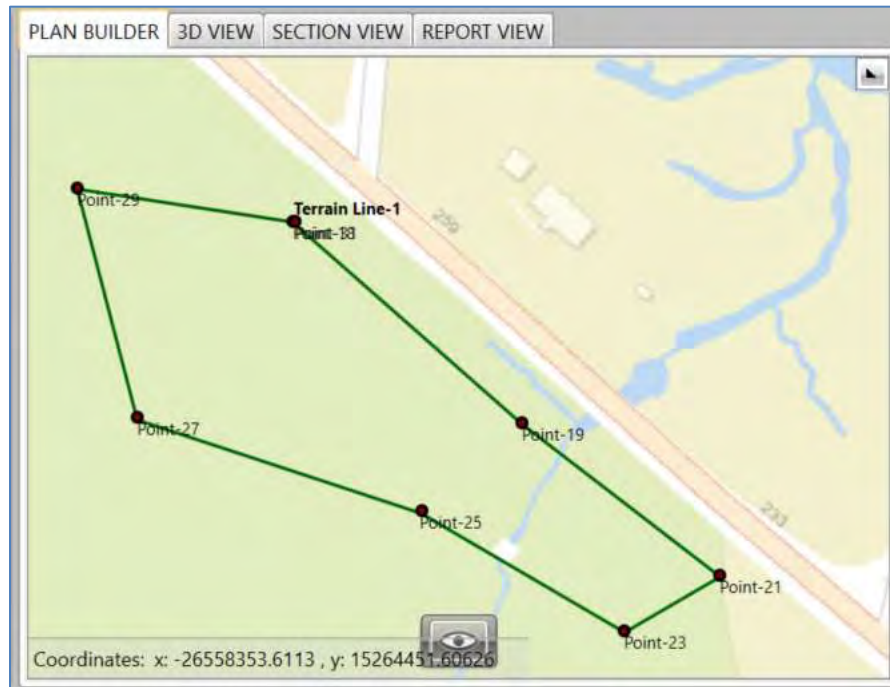 PLAN BUILDER
3D VIEW
SECTION VIEW
REPORT VIEW
Point-29
Terrain Line-1
259
Point-19
Point-27
Point-25
233
Point-21
Point-23
Coordinates: x: -26558353.6113 , y: 15264451.60626